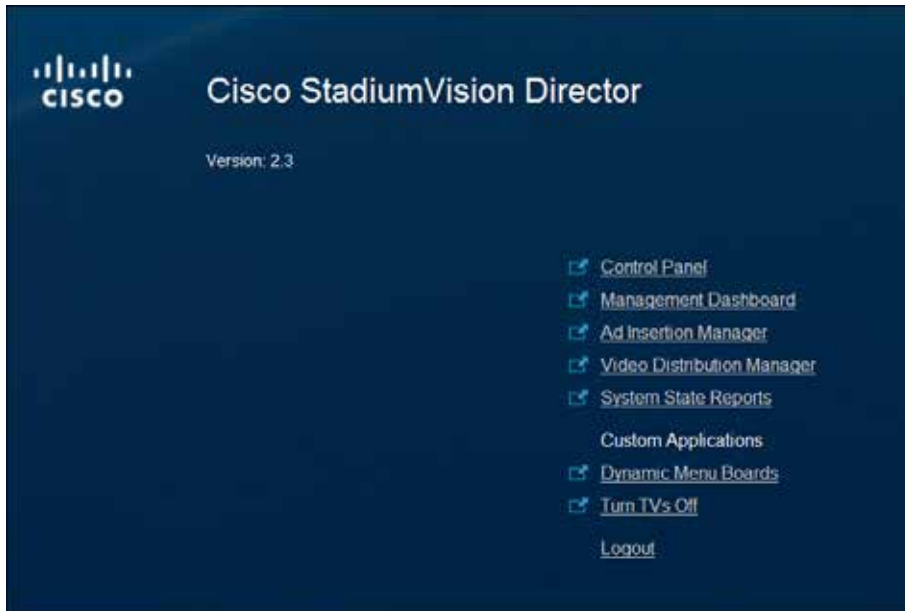 CISCO
Cisco StadiumVision Director
Version: 2.3
Control Panel
Management Dashboard
Ad Insertion Manager
Video Distribution Manager
System State Reports
Custom Applications
Dynamic Menu Boards
Turn TVs Off
Logout